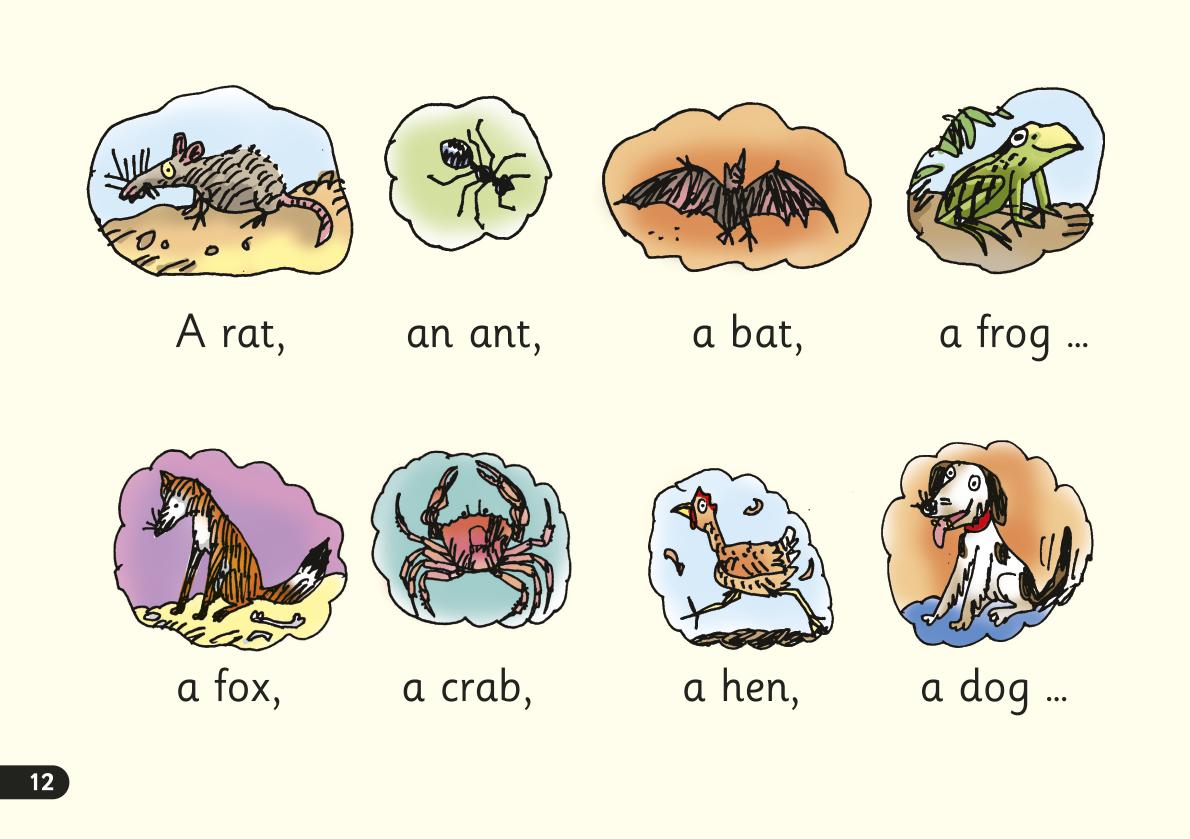 A rat, an ant, a bat, a frog ...
a fox, a crab, a hen, a dog ...
12